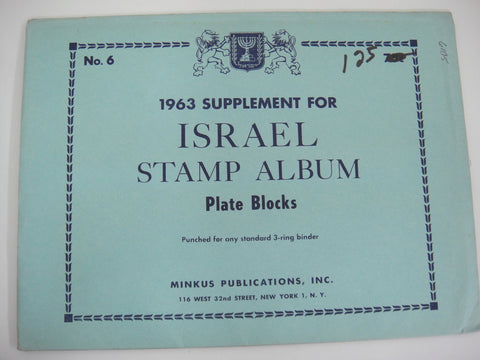 No. 6
125
1963 SUPPLEMENT FOR
ISRAEL
STAMP ALBUM
Plate Blocks
Punched for any standard 3-ring binder
MINKUS PUBLICATIONS, INC.
116 WEST 32nd STREET, NEW YORK 1, N. Y.